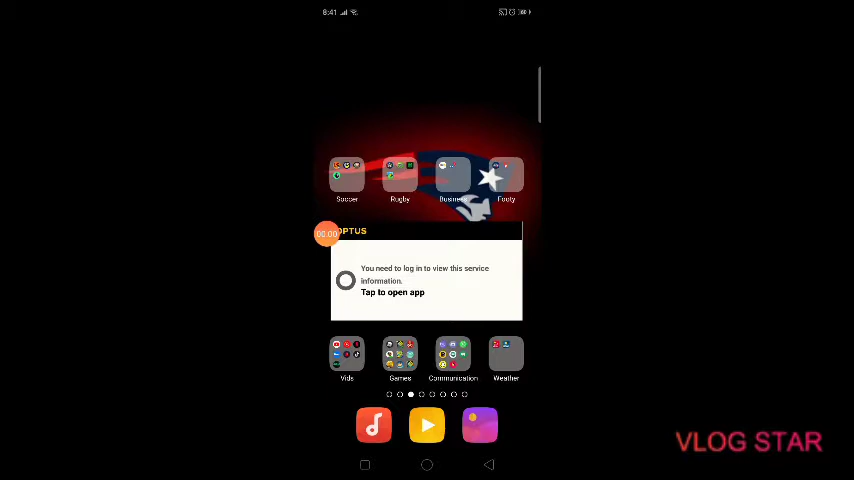 8:41
Soccer Rugby Business Footy
00:00 OPTUS
You need to log in to view this service
information.
Tap to open app
Vids Games Communication Weather
VLOG STAR